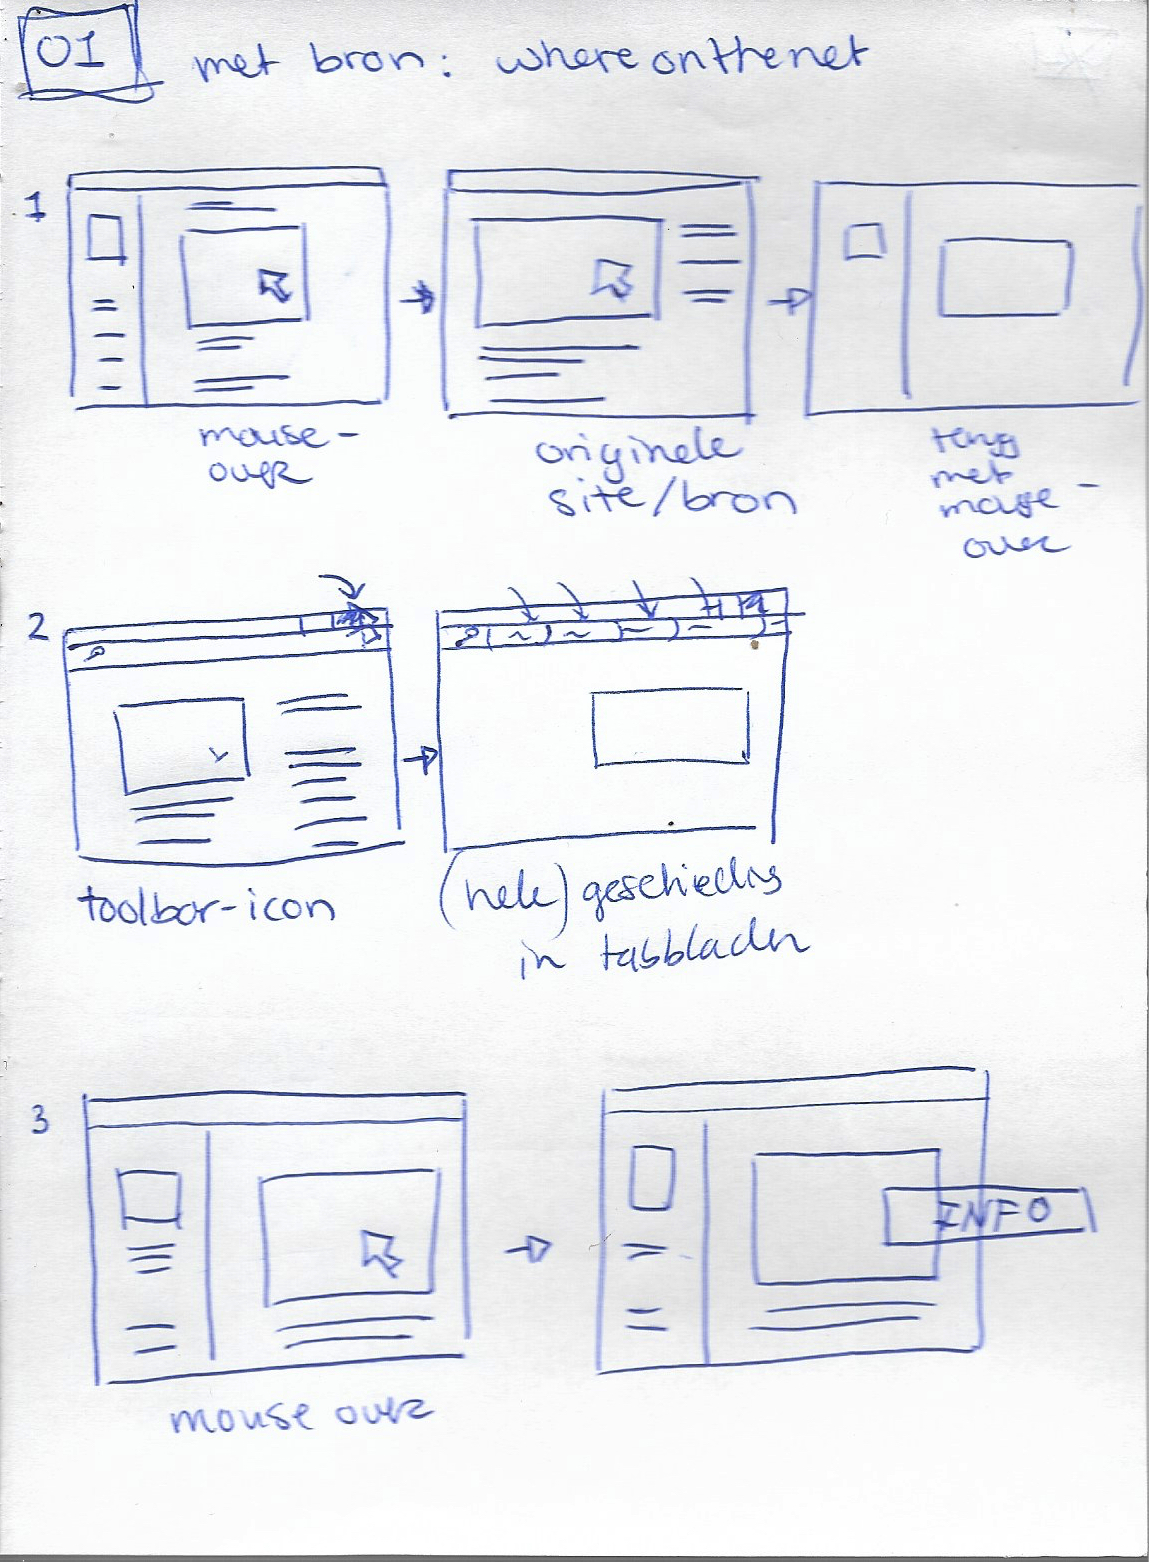 01
met bron: whereonthenet
1
mouse-
over
originele
site/bron
terug
met
mouse-
over
2
toolbar-icon
(hele) geschiedis
in tabbladen
3
INFO
mouse over